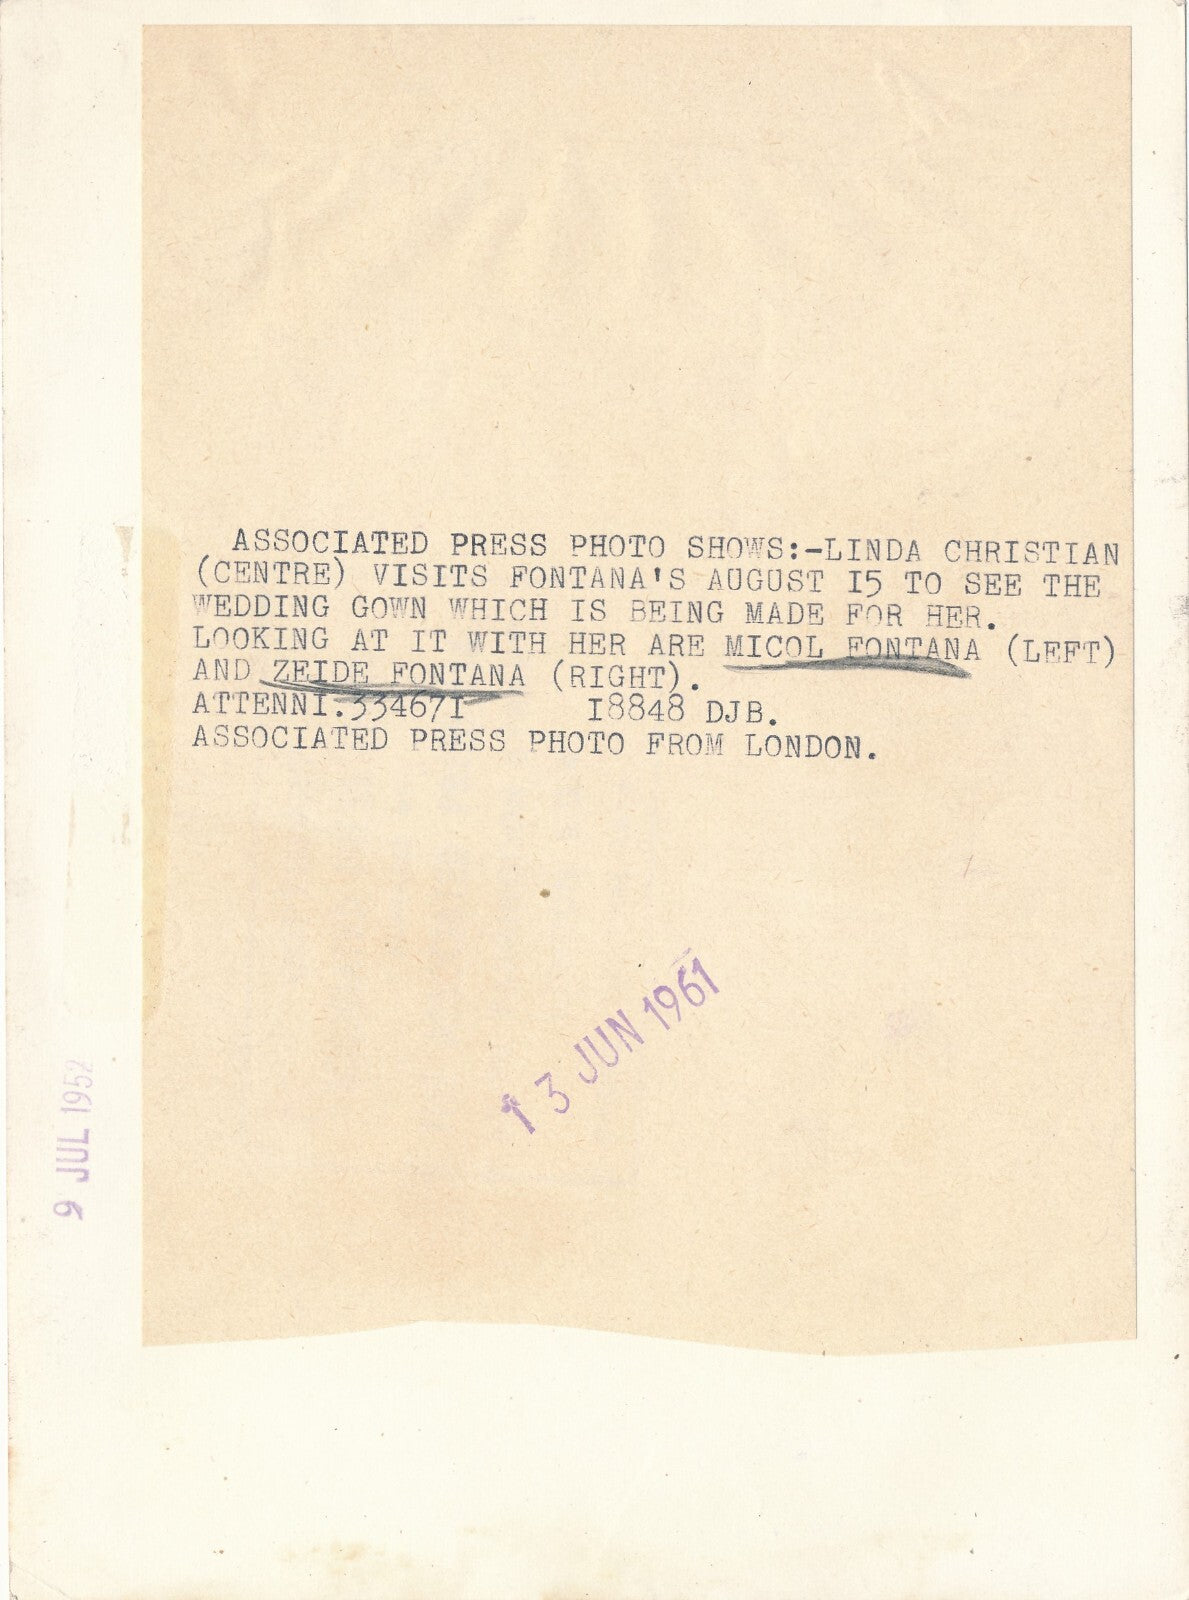 ASSOCIATED PRESS PHOTO SHOWS:-LINDA CHRISTIAN
(CENTRE) VISITS FONTANA'S AUGUST I5 TO SEE THE
WEDDING GOWN WHICH IS BEING MADE FOR HER.
LOOKING AT IT WITH HER ARE MICOL FONTANA (LEFT)
AND ZEIDE FONTANA (RIGHT).
ATTENNI.33467I I8848 DJB.
ASSOCIATED PRESS PHOTO FROM LONDON.
13 JUN 1961
9 JUL 1952